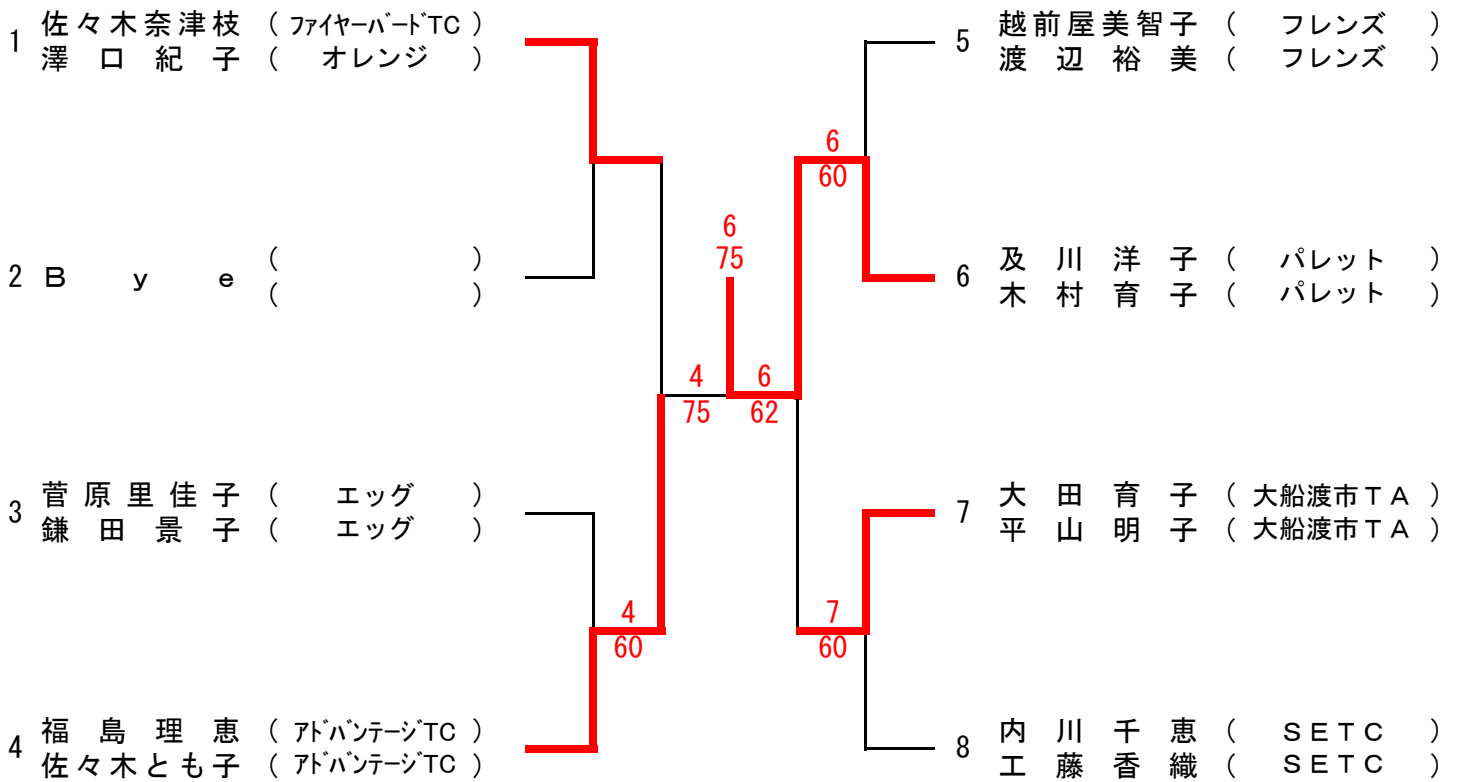 1 佐々木奈津枝 ( ファイヤーバードTC )
澤口紀子 ( オレンジ )
2 Bye ( )
( )
3 菅原里佳子 ( エッグ )
鎌田景子 ( エッグ )
4 福島理恵 ( アドバンテージTC )
佐々木とも子 ( アドバンテージTC )
4
60
4
75
6
75
6
62
6
60
7
60
5 越前屋美智子 ( フレンズ )
渡辺裕美 ( フレンズ )
6 及川洋子 ( パレット )
木村育子 ( パレット )
7 大田育子 ( 大船渡市TA )
平山明子 ( 大船渡市TA )
8 内川千恵 ( SETC )
工藤香織 ( SETC )